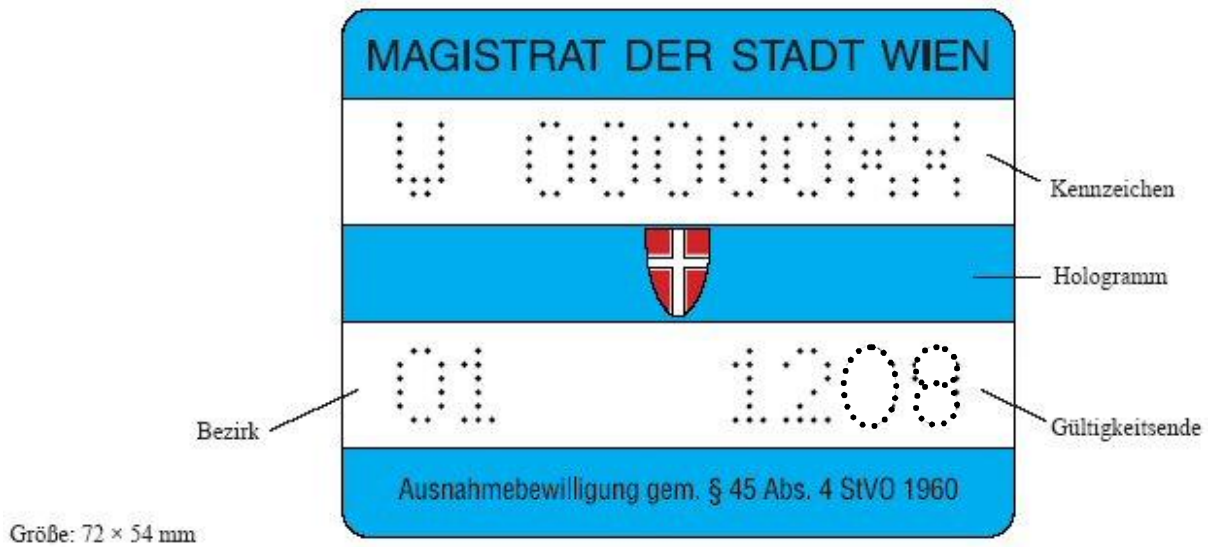 MAGISTRAT DER STADT WIEN
W 00000XX
Kennzeichen
Hologramm
01 1208
Bezirk
Gültigkeitsende
Ausnahmebewilligung gem. § 45 Abs. 4 StVO 1960
Größe: 72 × 54 mm